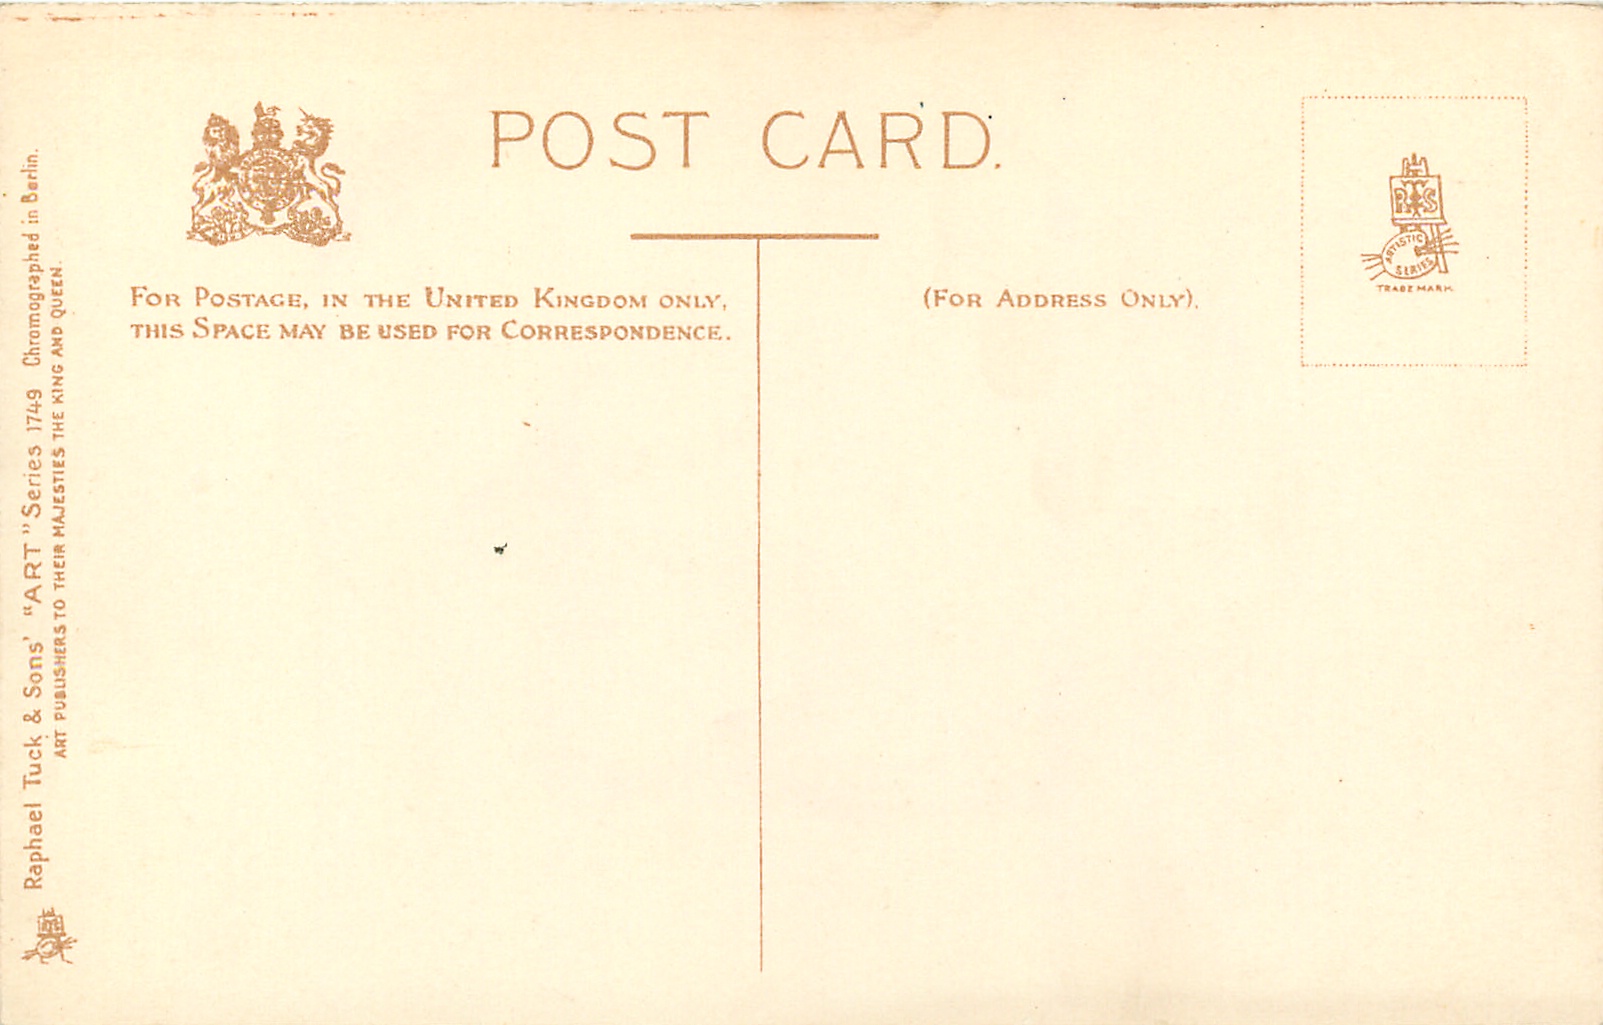 POST CARD.
FOR POSTAGE, IN THE UNITED KINGDOM ONLY,
THIS SPACE MAY BE USED FOR CORRESPONDENCE.
(FOR ADDRESS ONLY).
RTS
ARTISTIC
SERIES
TRADE MARK
Raphael Tuck & Sons' "ART" Series 1749 Chromographed in Berlin.
ART PUBLISHERS TO THEIR MAJESTIES THE KING AND QUEEN.